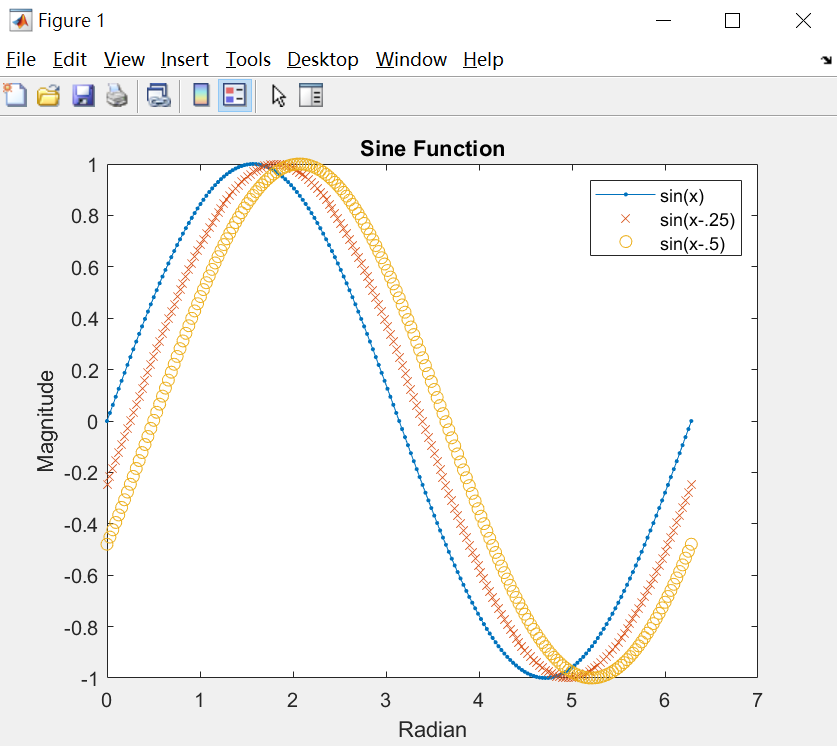 Figure 1
File Edit View Insert Tools Desktop Window Help
Sine Function
sin(x)
sin(x-.25)
sin(x-.5)
Magnitude
1
0.8
0.6
0.4
0.2
0
-0.2
-0.4
-0.6
-0.8
-1
0 1 2 3 4 5 6 7
Radian